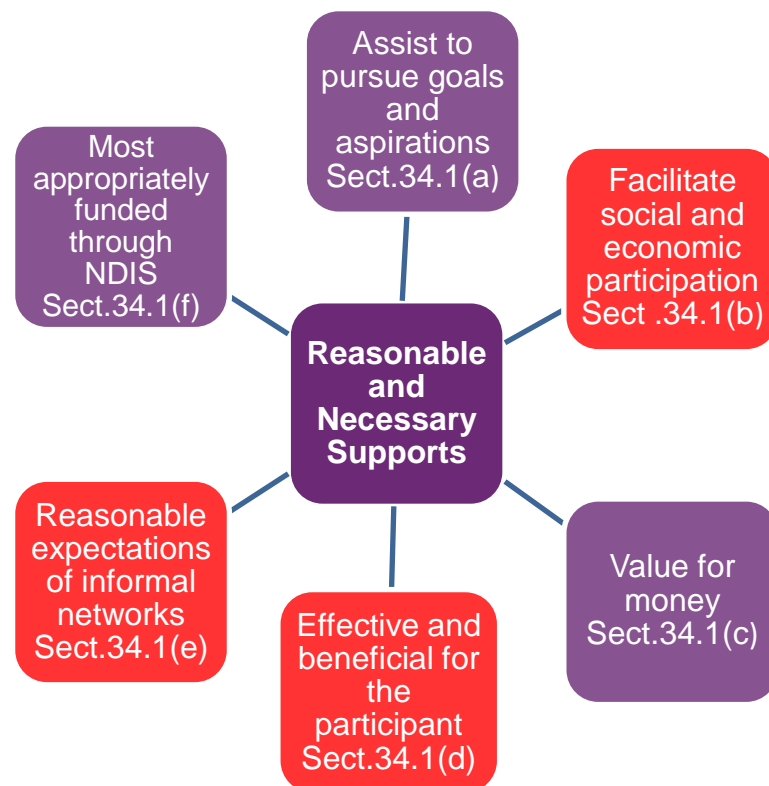 Assist to
pursue goals
and
aspirations
Sect.34.1(a)
Most
appropriately
funded
through
NDIS
Sect.34.1(f)
Facilitate
social and
economic
participation
Sect .34.1(b)
Reasonable
and
Necessary
Supports
Reasonable
expectations
of informal
networks
Sect.34.1(e)
Value for
money
Sect.34.1(c)
Effective and
beneficial for
the
participant
Sect.34.1(d)